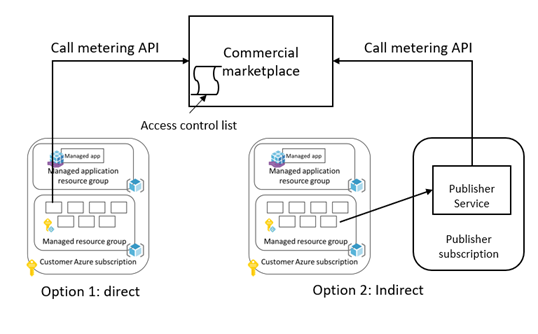 Call metering API
Commercial
marketplace
Call metering API
Access control list
Managed app
Managed application
resource group
Managed resource group
Customer Azure subscription
Option 1: direct
Managed app
Managed application
resource group
Managed resource group
Customer Azure subscription
Publisher
Service
Publisher
subscription
Option 2: Indirect